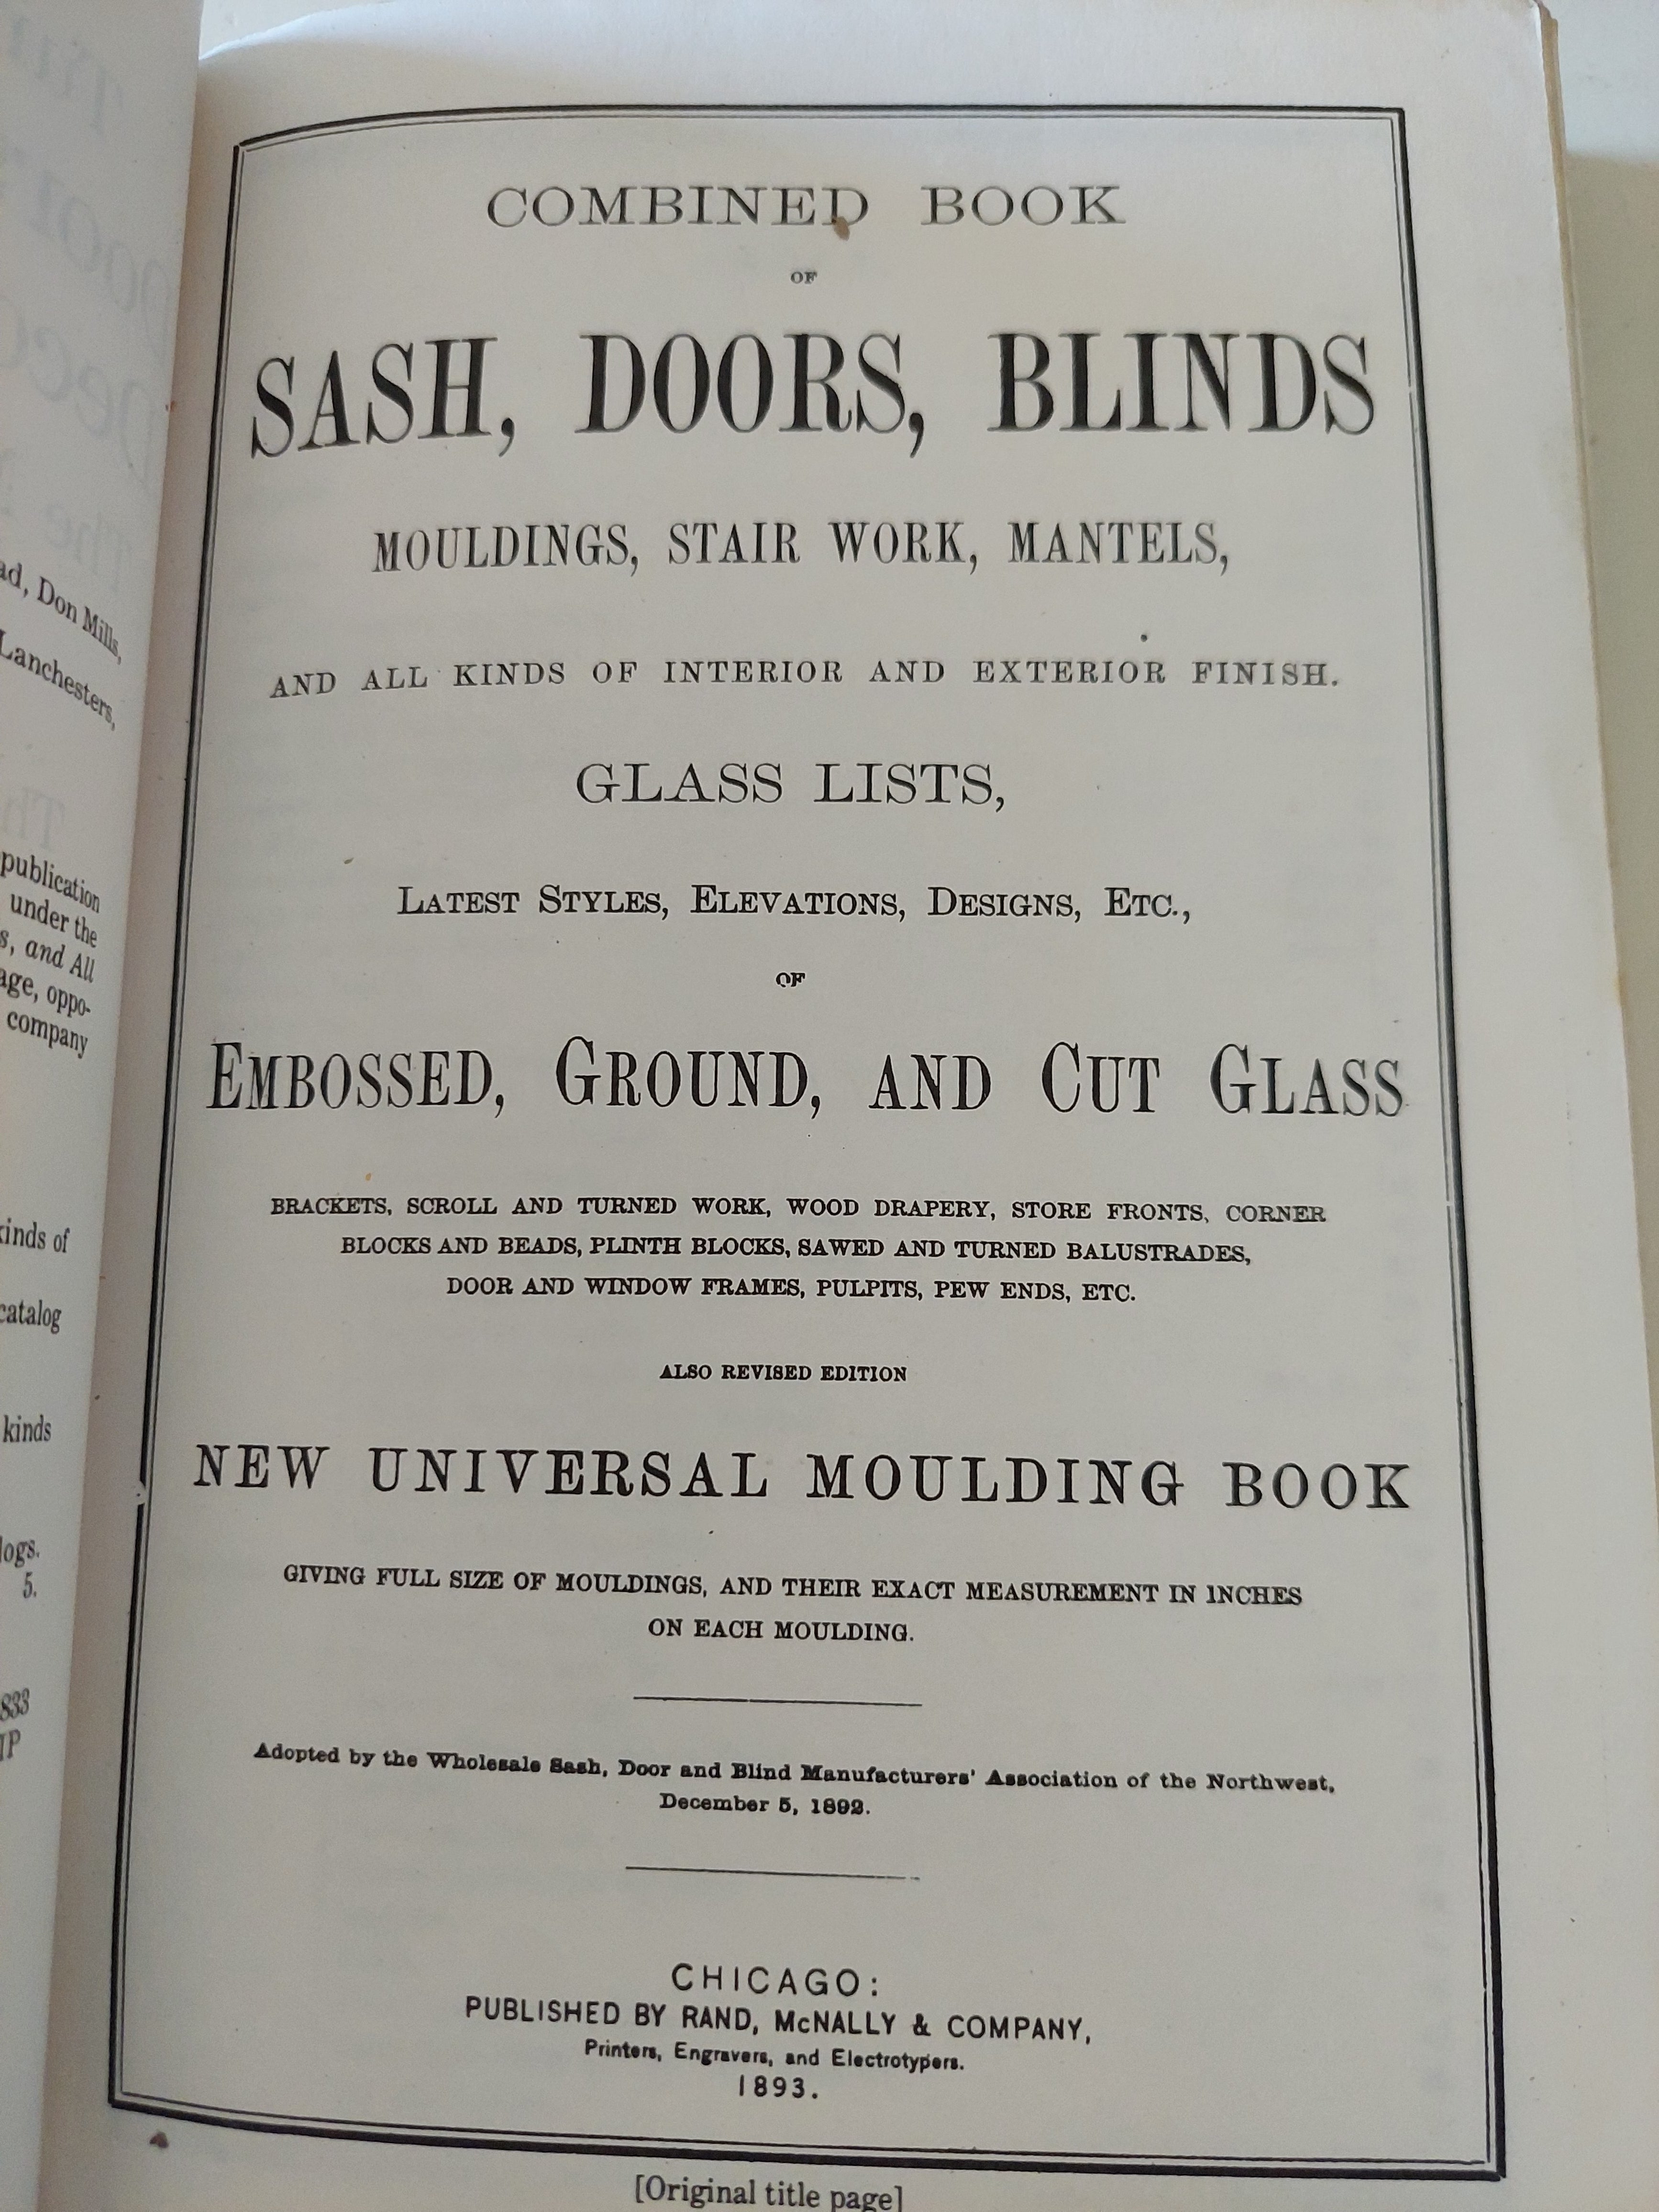 COMBINED BOOK
OF
SASH, DOORS, BLINDS
MOULDINGS, STAIR WORK, MANTELS,
AND ALL KINDS OF INTERIOR AND EXTERIOR FINISH.
GLASS LISTS,
LATEST STYLES, ELEVATIONS, DESIGNS, ETC.,
OF
EMBOSSED, GROUND, AND CUT GLASS
BRACKETS, SCROLL AND TURNED WORK, WOOD DRAPERY, STORE FRONTS, CORNER
BLOCKS AND BEADS, PLINTH BLOCKS, SAWED AND TURNED BALUSTRADES,
DOOR AND WINDOW FRAMES, PULPITS, PEW ENDS, ETC.
ALSO REVISED EDITION
NEW UNIVERSAL MOULDING BOOK
GIVING FULL SIZE OF MOULDINGS, AND THEIR EXACT MEASUREMENT IN INCHES
ON EACH MOULDING.
Adopted by the Wholesale Sash, Door and Blind Manufacturers' Association of the Northwest,
December 5, 1892.
CHICAGO:
PUBLISHED BY RAND, McNALLY & COMPANY,
Printers, Engravers, and Electrotypers.
1893.
[Original title page]
Don Mills,
Lanchesters,
publication
under the
and All
company
kinds of
catalog
kinds
5.